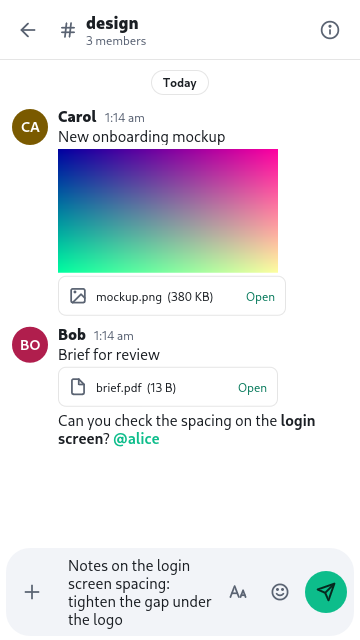 design
3 members
Today
CA
Carol 1:14 am
New onboarding mockup
mockup.png (380 KB) Open
BO
Bob 1:14 am
Brief for review
brief.pdf (13 B) Open
Can you check the spacing on the login
screen? @alice
Notes on the login
screen spacing:
tighten the gap under
the logo
AA